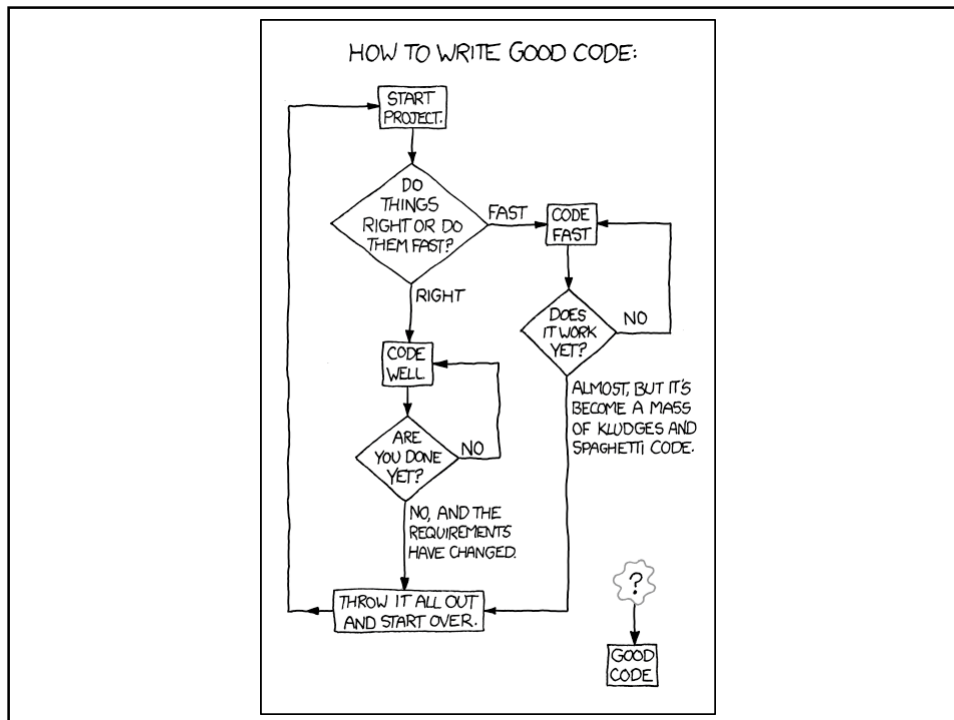 HOW TO WRITE GOOD CODE:
START
PROJECT.
DO
THINGS
RIGHT OR DO
THEM FAST?
FAST
CODE
FAST
RIGHT
DOES
IT WORK
YET?
NO
CODE
WELL
ALMOST, BUT IT'S
BECOME A MASS
OF KLUDGES AND
SPAGHETTI CODE.
ARE
YOU DONE
YET?
NO
NO, AND THE
REQUIREMENTS
HAVE CHANGED.
THROW IT ALL OUT
AND START OVER.
?
GOOD
CODE